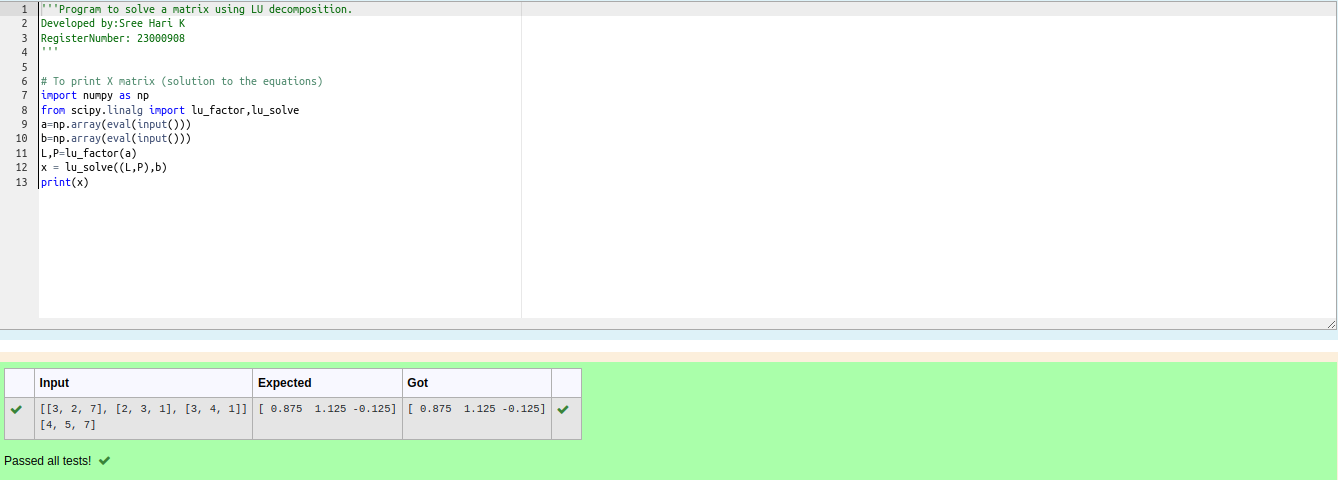 1 '''Program to solve a matrix using LU decomposition.
2 Developed by:Sree Hari K
3 RegisterNumber: 23000908
4 '''
5
6 # To print X matrix (solution to the equations)
7 import numpy as np
8 from scipy.linalg import lu_factor,lu_solve
9 a=np.array(eval(input()))
10 b=np.array(eval(input()))
11 L,P=lu_factor(a)
12 x = lu_solve((L,P),b)
13 print(x)
Input Expected Got
[[3, 2, 7], [2, 3, 1], [3, 4, 1]] [ 0.875  1.125 -0.125] [ 0.875  1.125 -0.125]
[4, 5, 7]
Passed all tests!